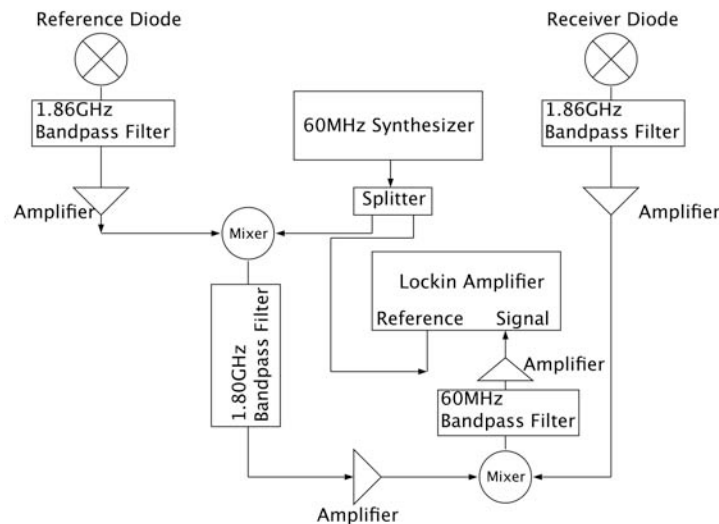 Reference Diode
Receiver Diode
1.86GHz
Bandpass Filter
60MHz Synthesizer
1.86GHz
Bandpass Filter
Splitter
Amplifier
Mixer
Amplifier
Lockin Amplifier
Reference
Signal
1.80GHz
Bandpass Filter
Amplifier
60MHz
Bandpass Filter
Mixer
Amplifier